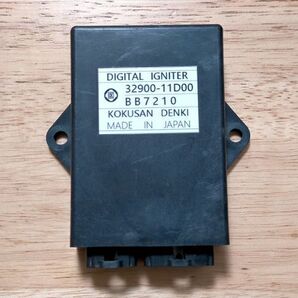 DIGITAL IGNITER
32900-11D00
BB7210
KOKUSAN DENKI
MADE IN JAPAN